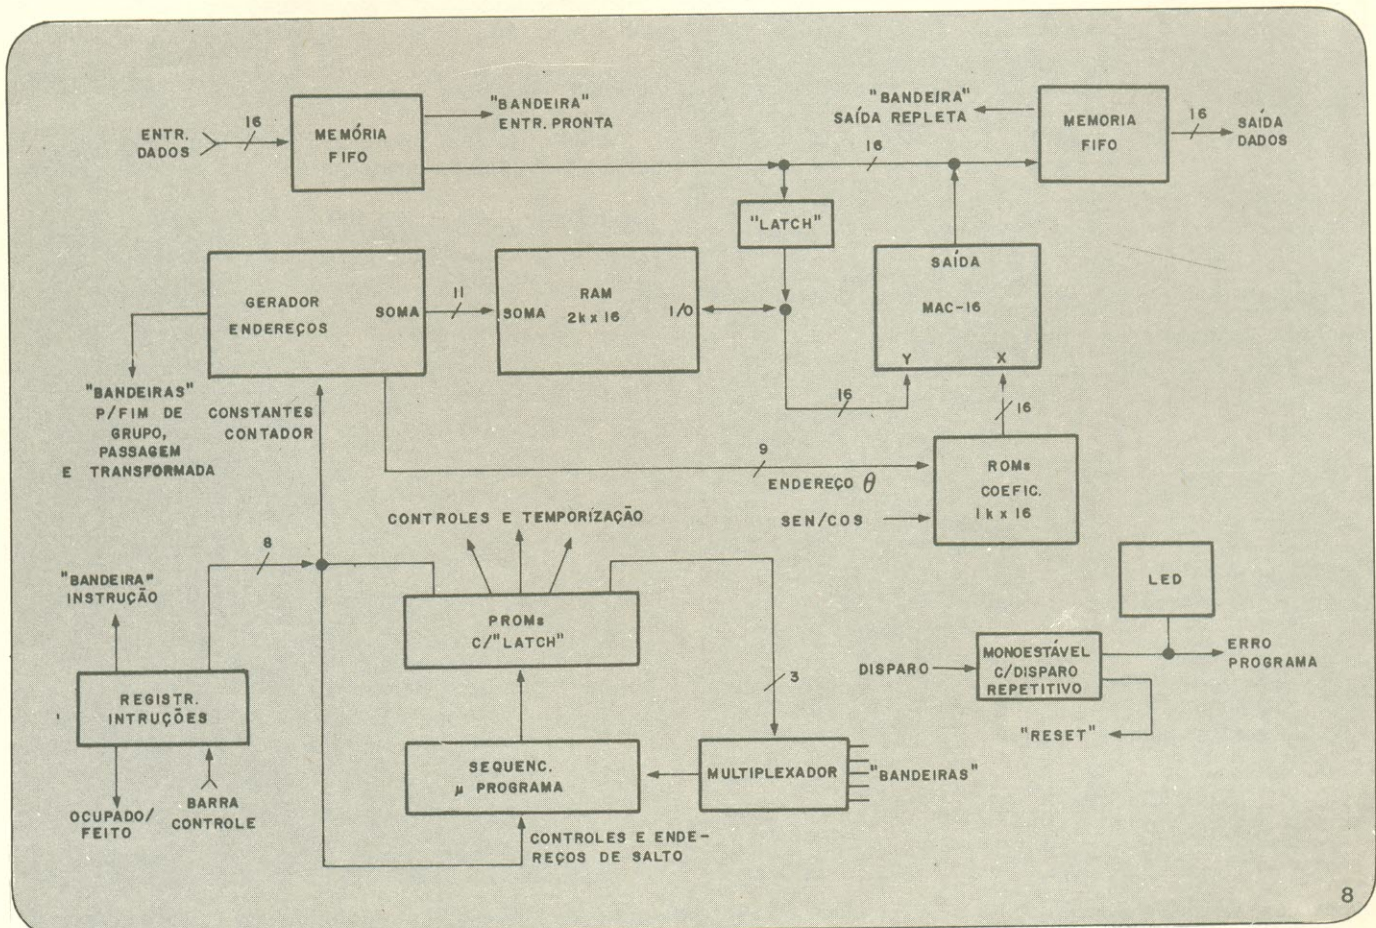 "BANDEIRA"
ENTR. PRONTA
"BANDEIRA"
SAÍDA REPLETA
16
ENTR.
DADOS
MEMÓRIA
FIFO
16
MEMORIA
FIFO
16
SAÍDA
DADOS
"LATCH"
GERADOR
ENDEREÇOS
SOMA
11
SOMA
RAM
2k x 16
I/O
SAÍDA
MAC-16
Y
X
16
16
"BANDEIRAS"
P/FIM DE
GRUPO,
PASSAGEM
E TRANSFORMADA
CONSTANTES
CONTADOR
9
ENDEREÇO θ
SEN/COS
ROMs
COEFIC.
1k x 16
CONTROLES E TEMPORIZAÇÃO
8
"BANDEIRA"
INSTRUÇÃO
PROMs
C/"LATCH"
3
LED
DISPARO
MONOESTÁVEL
C/DISPARO
REPETITIVO
ERRO
PROGRAMA
"RESET"
REGISTR.
INTRUÇÕES
SEQUENC.
μ PROGRAMA
MULTIPLEXADOR
"BANDEIRAS"
OCUPADO/
FEITO
BARRA
CONTROLE
CONTROLES E ENDE-
REÇOS DE SALTO
8